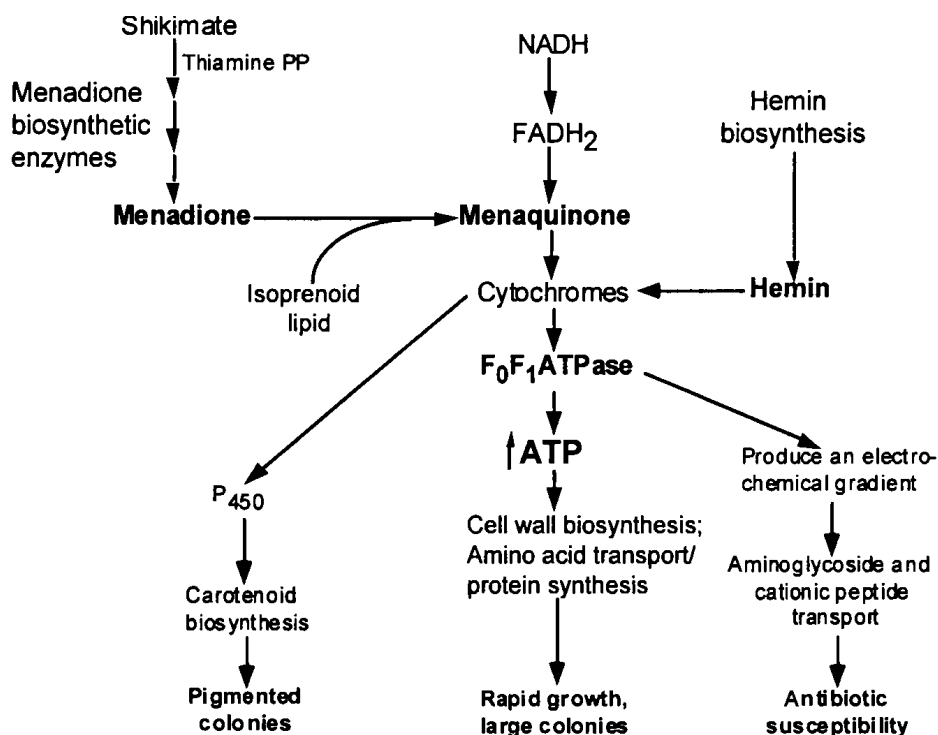 Shikimate
Thiamine PP
Menadione
biosynthetic
enzymes
Menadione
Isoprenoid
lipid
NADH
FADH2
Menaquinone
Cytochromes
Hemin
biosynthesis
Hemin
F0F1ATPase
ATP
P450
Carotenoid
biosynthesis
Pigmented
colonies
Cell wall biosynthesis;
Amino acid transport/
protein synthesis
Rapid growth,
large colonies
Produce an electro-
chemical gradient
Aminoglycoside and
cationic peptide
transport
Antibiotic
susceptibility